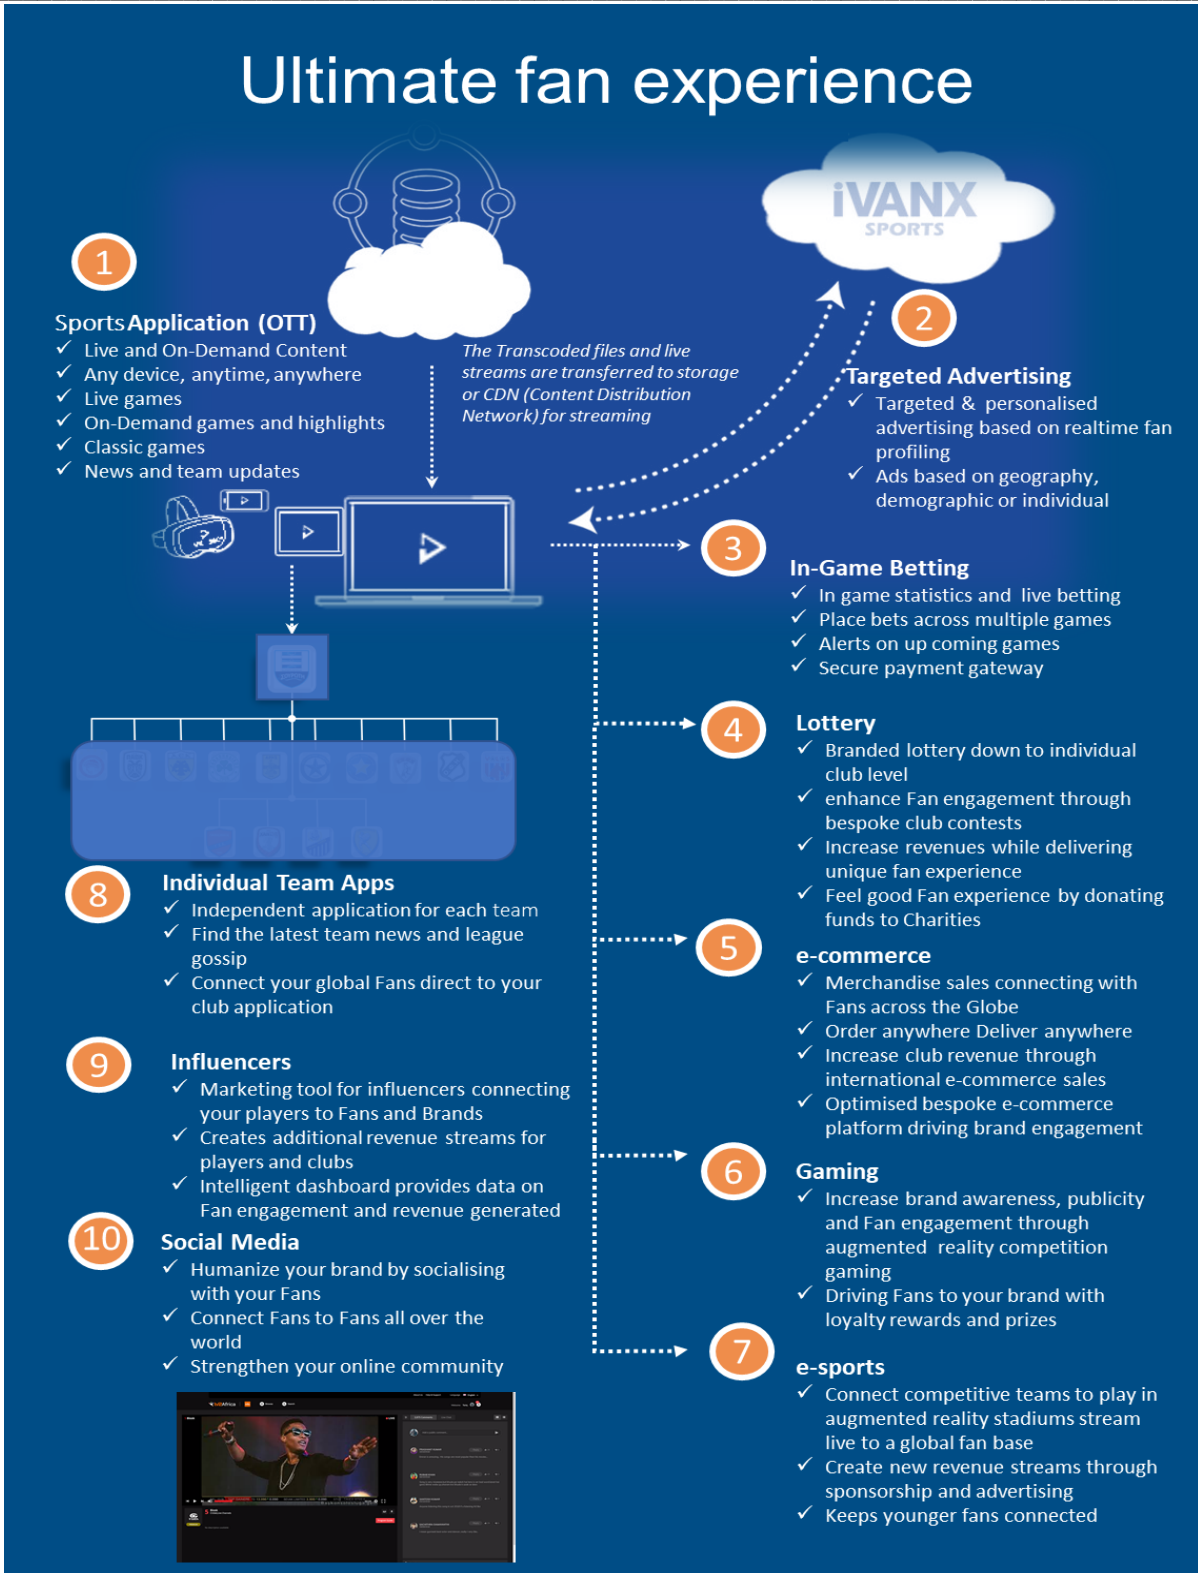 Ultimate fan experience
iVANX
SPORTS
1
Sports Application (OTT)
✓ Live and On-Demand Content
✓ Any device, anytime, anywhere
✓ Live games
✓ On-Demand games and highlights
✓ Classic games
✓ News and team updates
The Transcoded files and live
streams are transferred to storage
or CDN (Content Distribution
Network) for streaming
2
Targeted Advertising
✓ Targeted & personalised
advertising based on realtime fan
profiling
✓ Ads based on geography,
demographic or individual
3
In-Game Betting
✓ In game statistics and live betting
✓ Place bets across multiple games
✓ Alerts on up coming games
✓ Secure payment gateway
4
Lottery
✓ Branded lottery down to individual
club level
✓ enhance Fan engagement through
bespoke club contests
✓ Increase revenues while delivering
unique fan experience
✓ Feel good Fan experience by donating
funds to Charities
5
e-commerce
✓ Merchandise sales connecting with
Fans across the Globe
✓ Order anywhere Deliver anywhere
✓ Increase club revenue through
international e-commerce sales
✓ Optimised bespoke e-commerce
platform driving brand engagement
6
Gaming
✓ Increase brand awareness, publicity
and Fan engagement through
augmented reality competition
gaming
✓ Driving Fans to your brand with
loyalty rewards and prizes
7
e-sports
✓ Connect competitive teams to play in
augmented reality stadiums stream
live to a global fan base
✓ Create new revenue streams through
sponsorship and advertising
✓ Keeps younger fans connected
8
Individual Team Apps
✓ Independent application for each team
✓ Find the latest team news and league
gossip
✓ Connect your global Fans direct to your
club application
9
Influencers
✓ Marketing tool for influencers connecting
your players to Fans and Brands
✓ Creates additional revenue streams for
players and clubs
✓ Intelligent dashboard provides data on
Fan engagement and revenue generated
10
Social Media
✓ Humanize your brand by socialising
with your Fans
✓ Connect Fans to Fans all over the
world
✓ Strengthen your online community